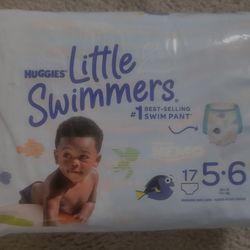 HUGGIES®
Little
Swimmers®
#1 BEST-SELLING
SWIM PANT*
17
5-6